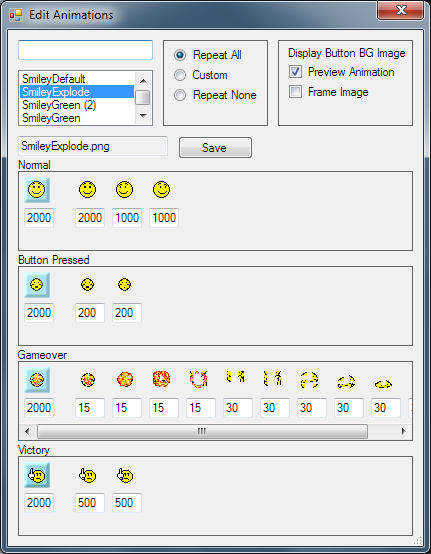 Edit Animations
Repeat All
Custom
Repeat None
Display Button BG Image
Preview Animation
Frame Image
SmileyDefault
SmileyExplode
SmileyGreen (2)
SmileyGreen
SmileyExplode.png
Save
Normal
2000 2000 1000 1000
Button Pressed
2000 200 200
Gameover
2000 15 15 15 15 30 30 30 30 30
Victory
2000 500 500